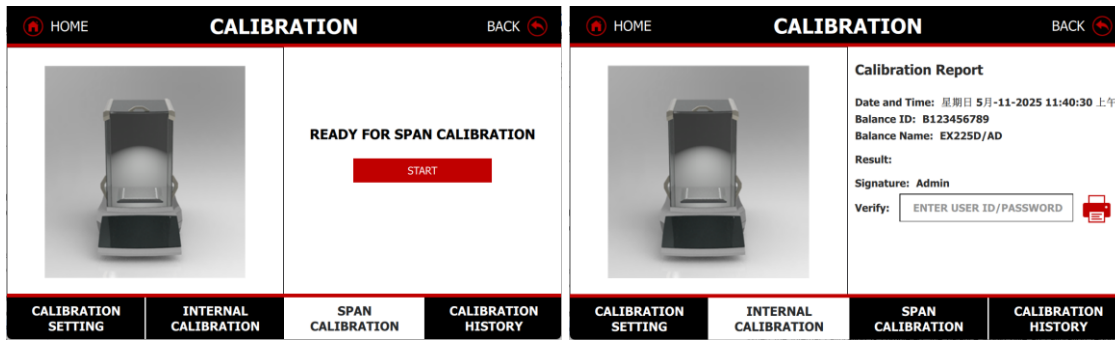 HOME CALIBRATION BACK
READY FOR SPAN CALIBRATION
START
CALIBRATION SETTING
INTERNAL CALIBRATION
SPAN CALIBRATION
CALIBRATION HISTORY
HOME CALIBRATION BACK
Calibration Report
Date and Time: 星期日 5月-11-2025 11:40:30 上午
Balance ID: B123456789
Balance Name: EX225D/AD
Result:
Signature: Admin
Verify: ENTER USER ID/PASSWORD
CALIBRATION SETTING
INTERNAL CALIBRATION
SPAN CALIBRATION
CALIBRATION HISTORY